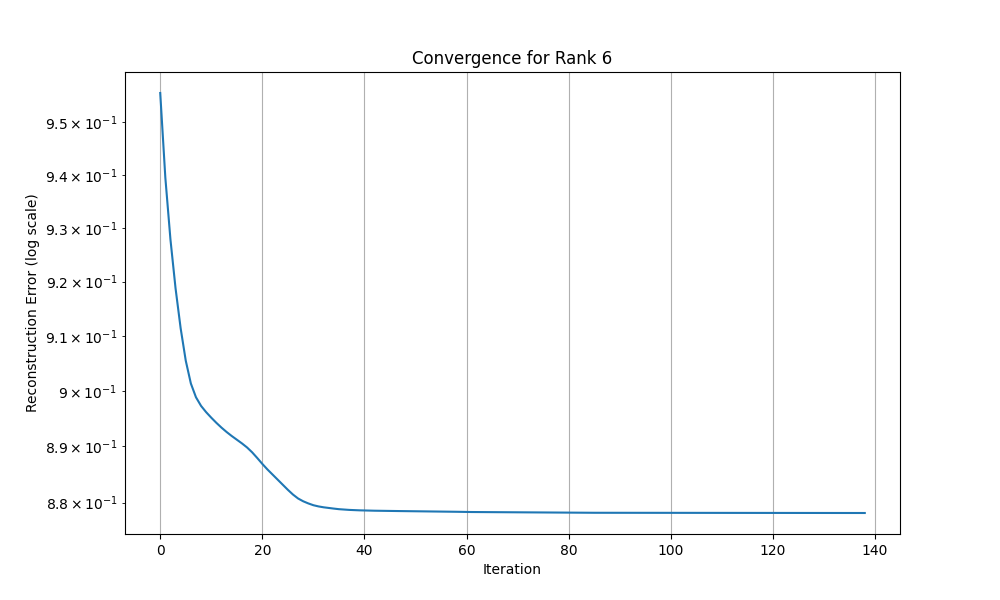 Convergence for Rank 6
Reconstruction Error (log scale)
9.5 × 10⁻¹
9.4 × 10⁻¹
9.3 × 10⁻¹
9.2 × 10⁻¹
9.1 × 10⁻¹
9 × 10⁻¹
8.9 × 10⁻¹
8.8 × 10⁻¹
0 20 40 60 80 100 120 140
Iteration